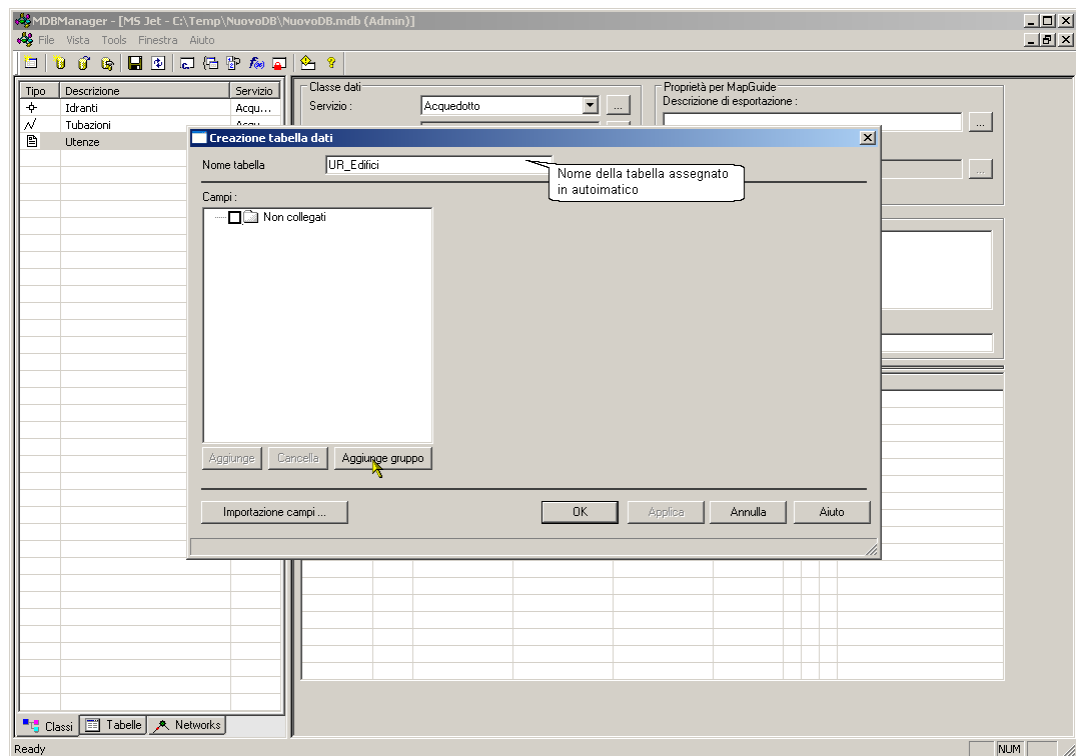 MDBManager - [MS Jet - C:\Temp\NuovoDB\NuovoDB.mdb (Admin)]
File Vista Tools Finestra Aiuto
Tipo Descrizione Servizio
Idranti Acqu...
Tubazioni Acqu...
Utenze
Classe dati
Servizio : Acquedotto ...
Proprietà per MapGuide
Descrizione di esportazione :
...
...
Creazione tabella dati
Nome tabella UR_Edifici
Nome della tabella assegnato
in autoimatico
Campi :
Non collegati
Aggiunge Cancella Aggiunge gruppo
Importazione campi ... OK Applica Annulla Aiuto
Classi Tabelle Networks
Ready NUM